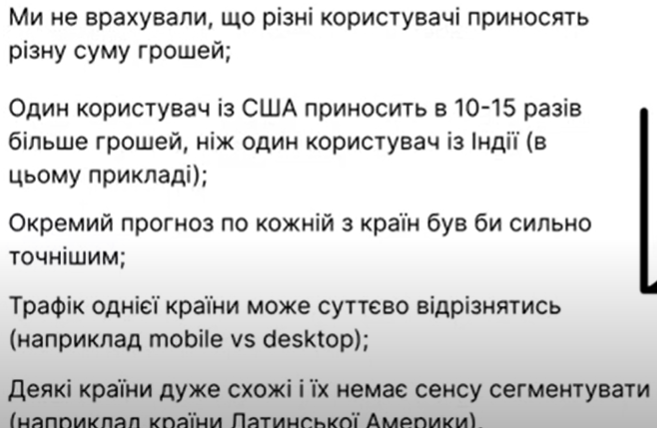 Ми не врахували, що різні користувачі приносять
різну суму грошей;
Один користувач із США приносить в 10-15 разів
більше грошей, ніж один користувач із Індії (в
цьому прикладі);
Окремий прогноз по кожній з країн був би сильно
точнішим;
Трафік однієї країни може суттєво відрізнятись
(наприклад mobile vs desktop);
Деякі країни дуже схожі і їх немає сенсу сегментувати
(наприклад країни Латинської Америки).